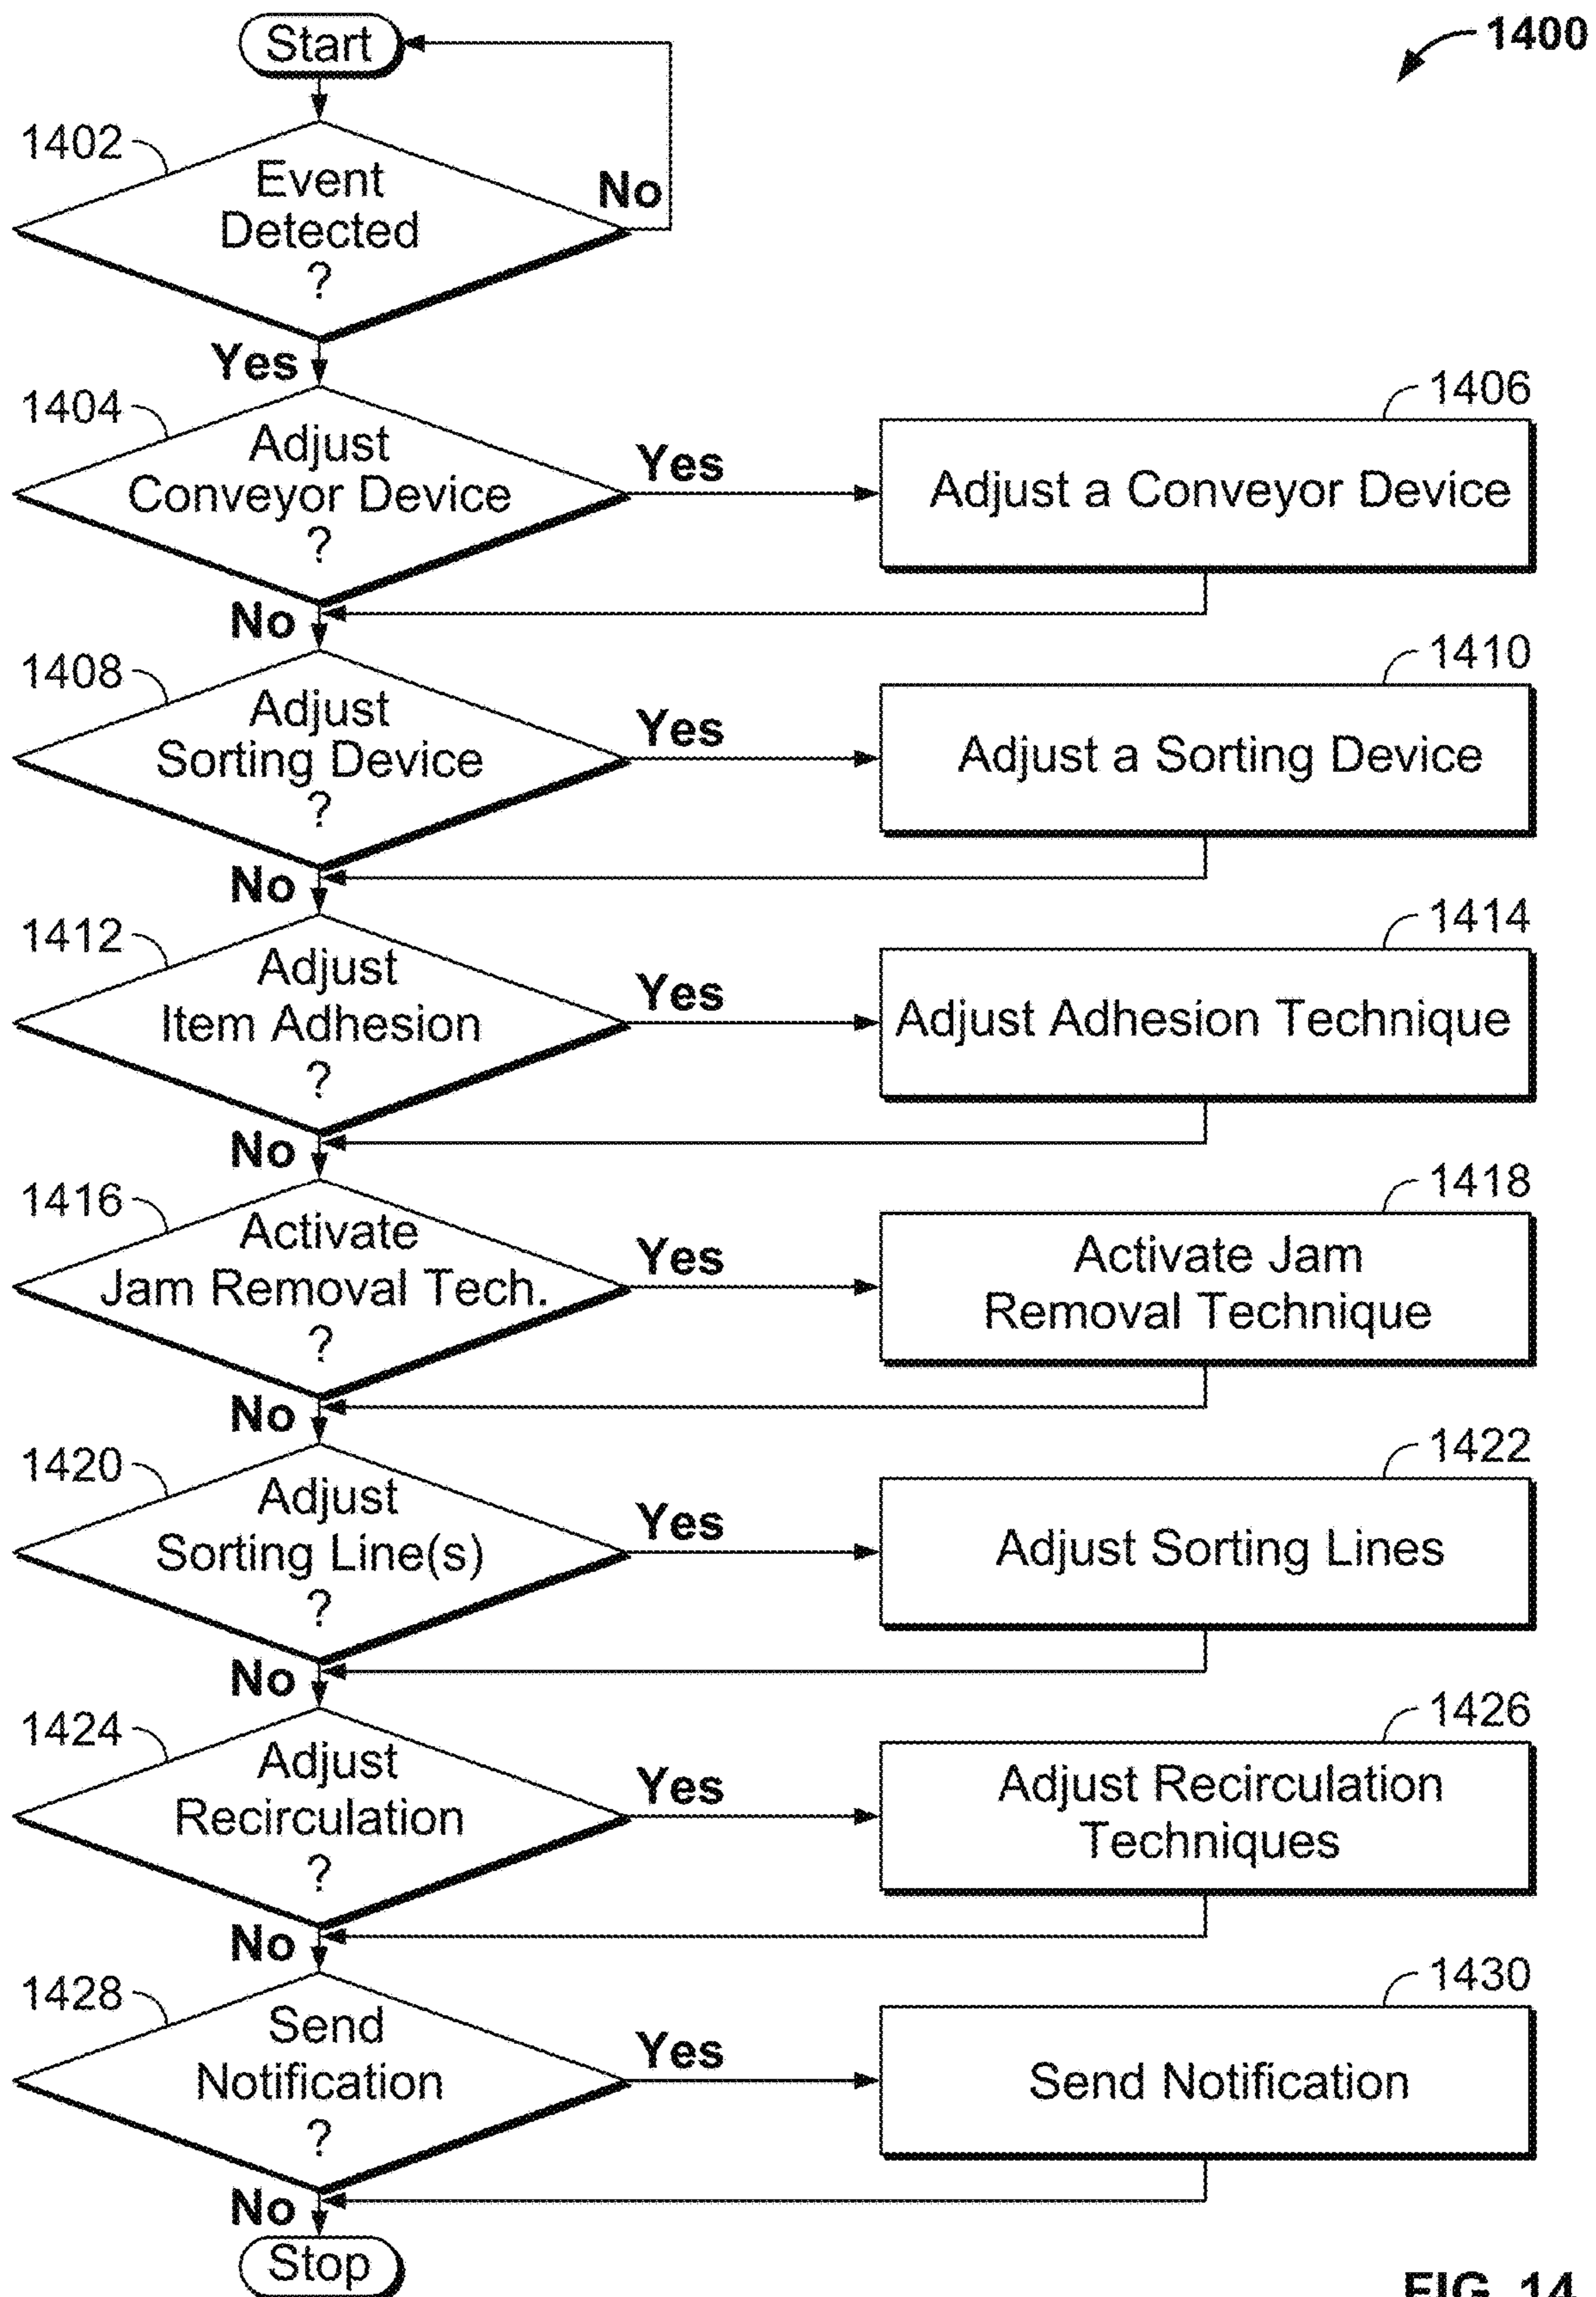 Start
1400
1402
Event
Detected
?
No
Yes
1404
Adjust
Conveyor Device
?
Yes
1406
Adjust a Conveyor Device
No
1408
Adjust
Sorting Device
?
Yes
1410
Adjust a Sorting Device
No
1412
Adjust
Item Adhesion
?
Yes
1414
Adjust Adhesion Technique
No
1416
Activate
Jam Removal Tech.
?
Yes
1418
Activate Jam
Removal Technique
No
1420
Adjust
Sorting Line(s)
?
Yes
1422
Adjust Sorting Lines
No
1424
Adjust
Recirculation
?
Yes
1426
Adjust Recirculation
Techniques
No
1428
Send
Notification
?
Yes
1430
Send Notification
No
Stop
FIG. 14